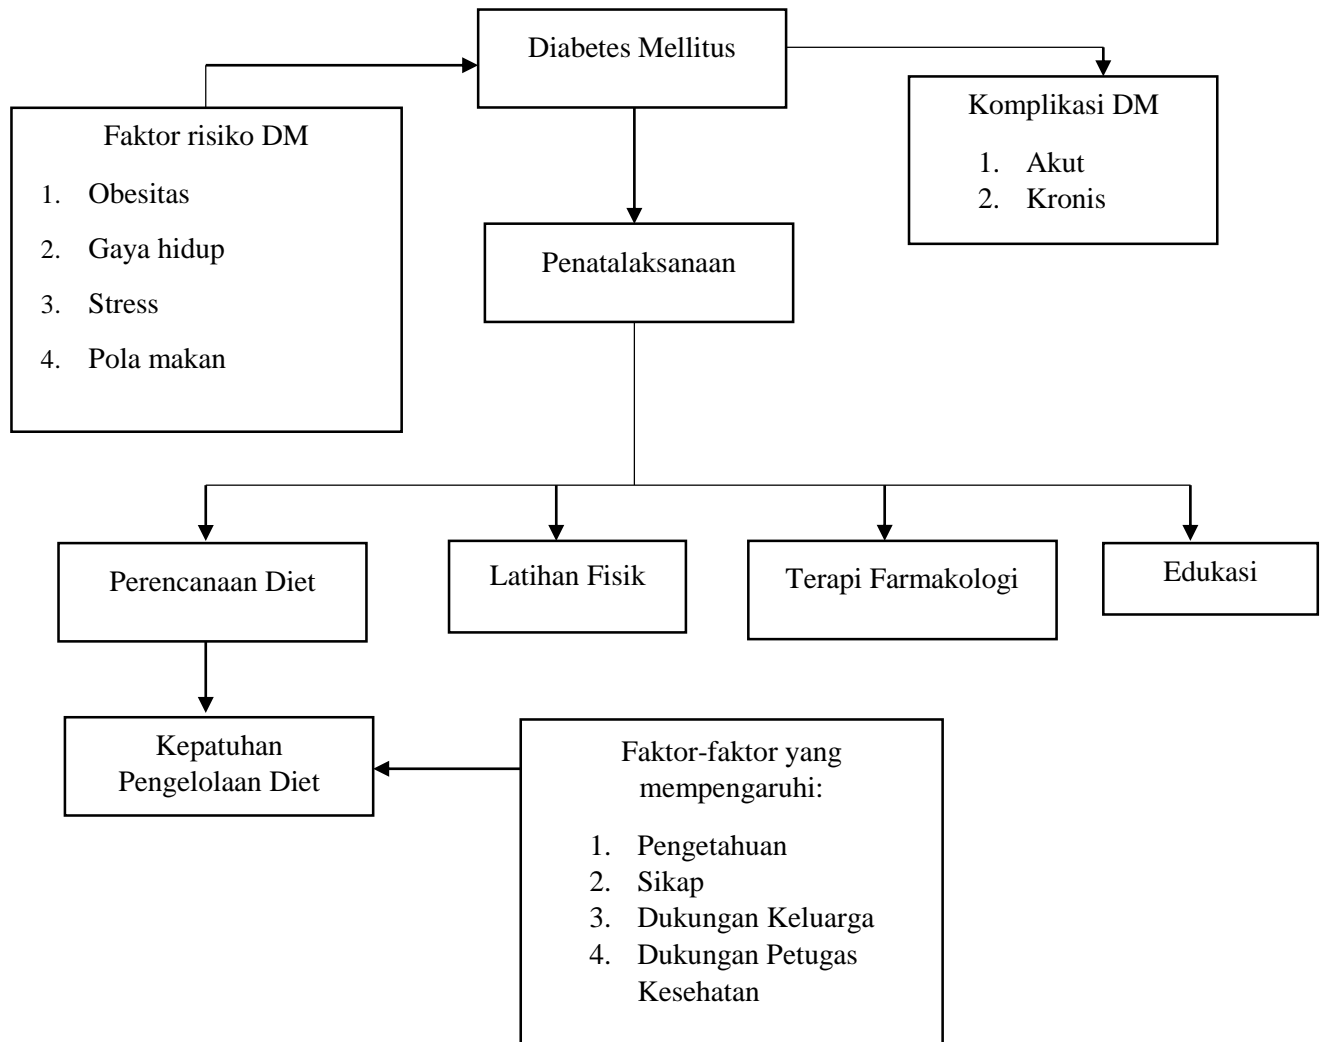 Diabetes Mellitus
Faktor risiko DM
1. Obesitas
2. Gaya hidup
3. Stress
4. Pola makan
Komplikasi DM
1. Akut
2. Kronis
Penatalaksanaan
Perencanaan Diet
Latihan Fisik
Terapi Farmakologi
Edukasi
Kepatuhan
Pengelolaan Diet
Faktor-faktor yang
mempengaruhi:
1. Pengetahuan
2. Sikap
3. Dukungan Keluarga
4. Dukungan Petugas
Kesehatan